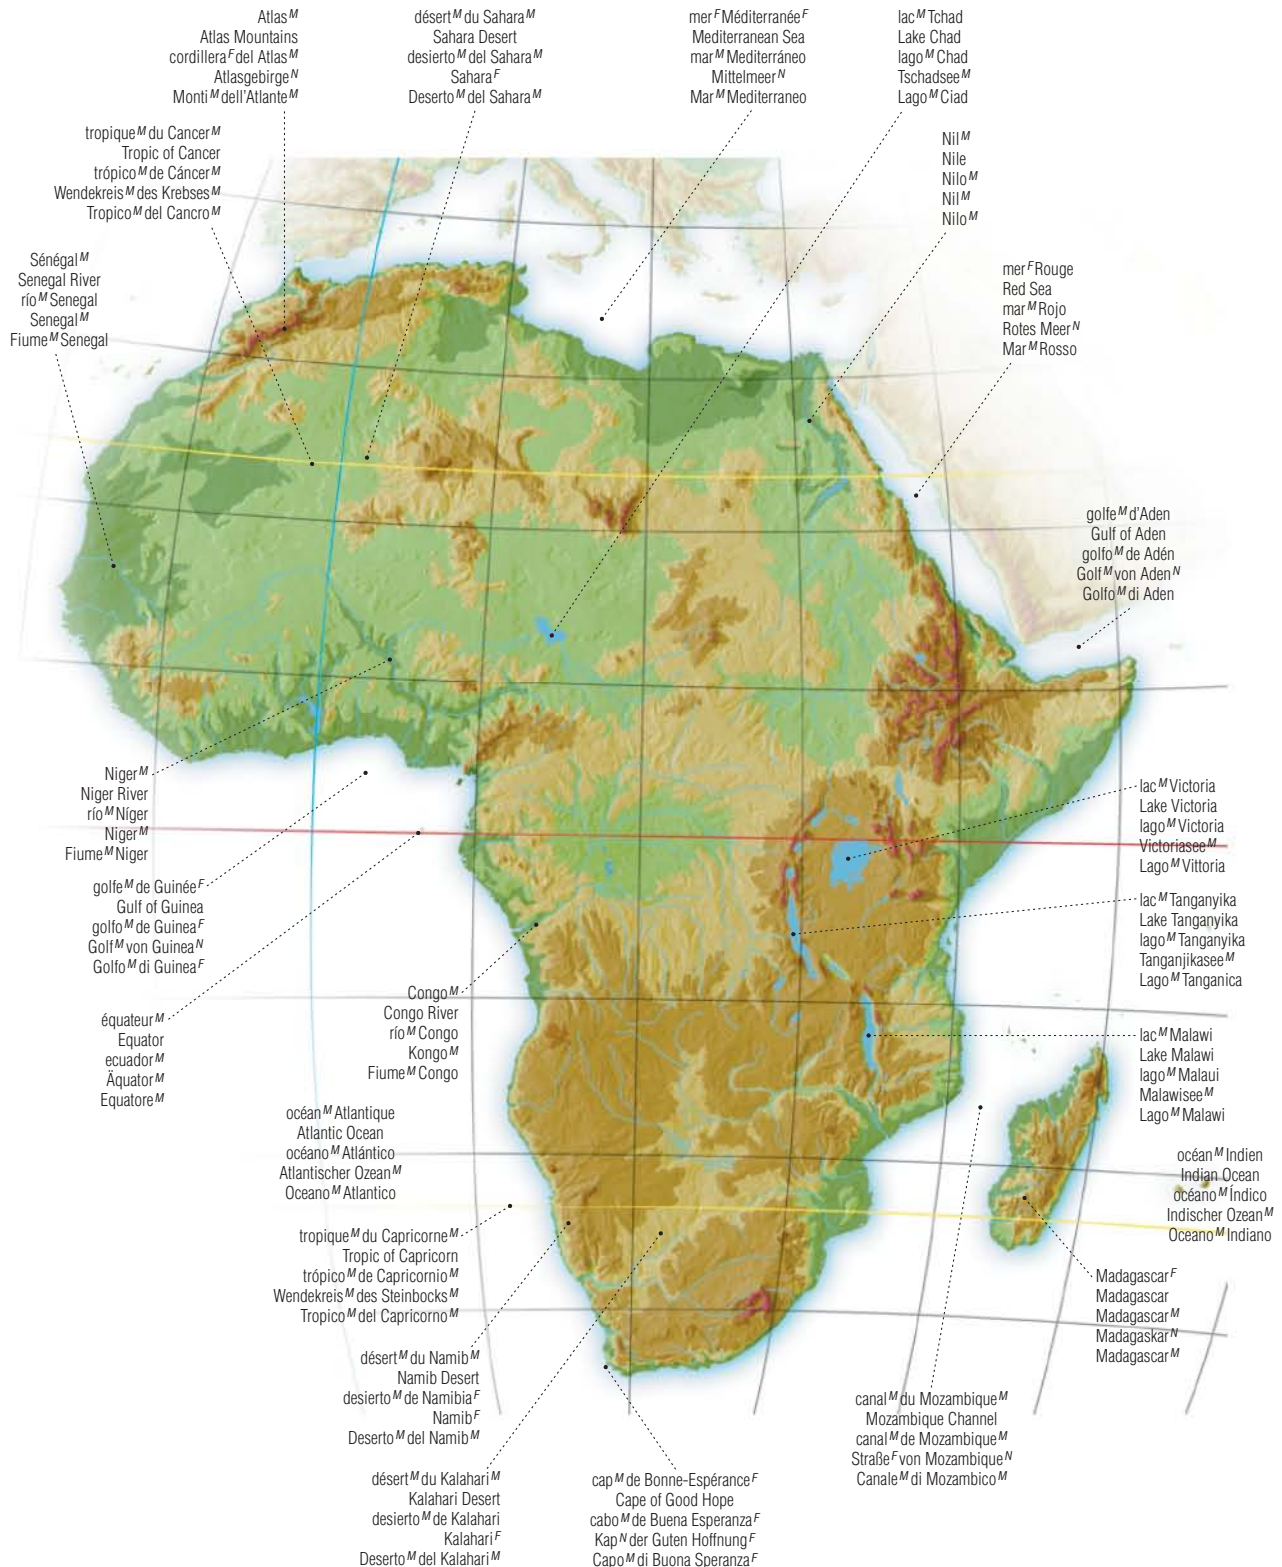 Atlas M
Atlas Mountains
cordillera F del Atlas M
Atlasgebirge N
Monti M dell'Atlante M
désert M du Sahara M
Sahara Desert
desierto M del Sahara M
Sahara F
Deserto M del Sahara M
mer F Méditerranée F
Mediterranean Sea
mar M Mediterráneo
Mittelmeer N
Mar M Mediterraneo
lac M Tchad
Lake Chad
lago M Chad
Tschadsee M
Lago M Ciad
tropique M du Cancer M
Tropic of Cancer
trópico M de Cáncer M
Wendekreis M des Krebses M
Tropico M del Cancro M
Nil M
Nile
Nilo M
Nil M
Nilo M
Sénégal M
Senegal River
río M Senegal
Senegal M
Fiume M Senegal
mer F Rouge
Red Sea
mar M Rojo
Rotes Meer N
Mar M Rosso
golfe M d'Aden
Gulf of Aden
golfo M de Adén
Golf M von Aden N
Golfo M di Aden
Niger M
Niger River
río M Níger
Niger M
Fiume M Niger
lac M Victoria
Lake Victoria
lago M Victoria
Victoriasee M
Lago M Vittoria
golfe M de Guinée F
Gulf of Guinea
golfo M de Guinea F
Golf M von Guinea N
Golfo M di Guinea F
lac M Tanganyika
Lake Tanganyika
lago M Tanganyika
Tanganjikasee M
Lago M Tanganica
Congo M
Congo River
río M Congo
Kongo M
Fiume M Congo
équateur M
Equator
ecuador M
Äquator M
Equatore M
lac M Malawi
Lake Malawi
lago M Malaui
Malawisee M
Lago M Malawi
océan M Atlantique
Atlantic Ocean
océano M Atlántico
Atlantischer Ozean M
Oceano M Atlantico
océan M Indien
Indian Ocean
océano M Índico
Indischer Ozean M
Oceano M Indiano
tropique M du Capricorne M
Tropic of Capricorn
trópico M de Capricornio M
Wendekreis M des Steinbocks M
Tropico M del Capricorno M
Madagascar F
Madagascar
Madagascar M
Madagaskar N
Madagascar M
désert M du Namib M
Namib Desert
desierto M de Namibia F
Namib F
Deserto M del Namib M
canal M du Mozambique M
Mozambique Channel
canal M de Mozambique M
Straße F von Mozambique N
Canale M di Mozambico M
désert M du Kalahari M
Kalahari Desert
desierto M de Kalahari
Kalahari F
Deserto M del Kalahari M
cap M de Bonne-Espérance F
Cape of Good Hope
cabo M de Buena Esperanza F
Kap N der Guten Hoffnung F
Capo M di Buona Speranza F